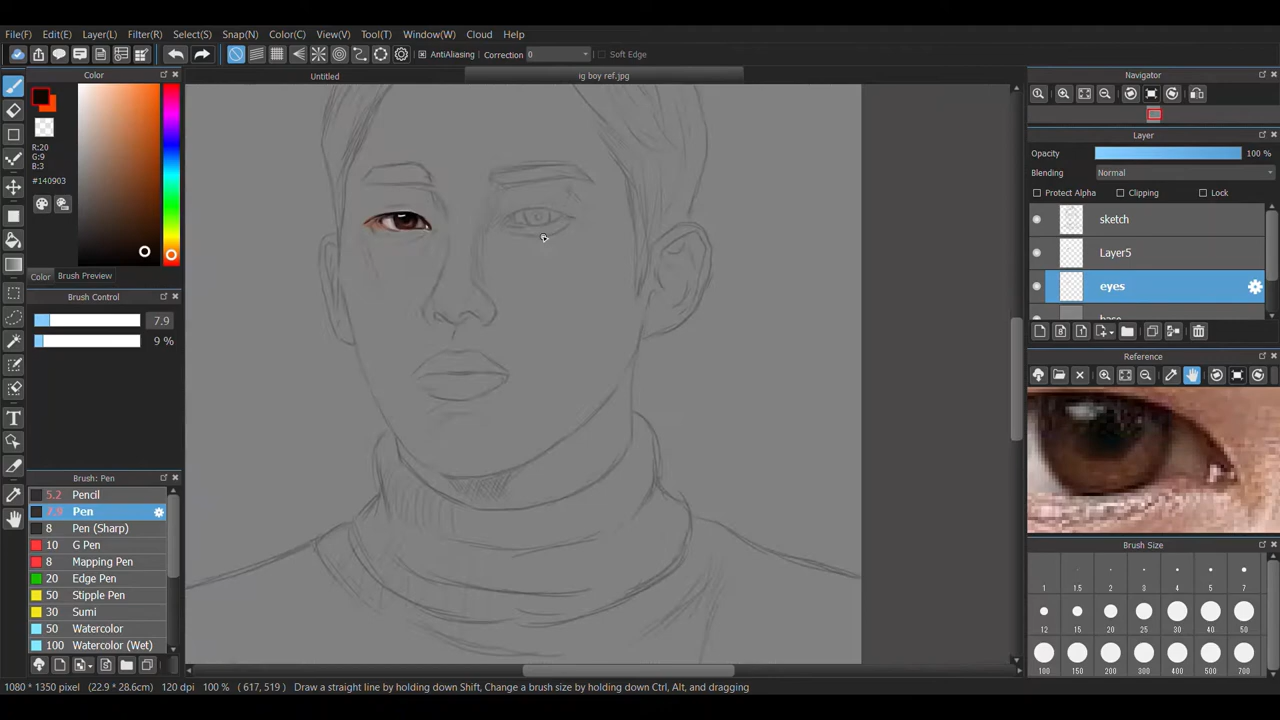 File(F) Edit(E) Layer(L) Filter(R) Select(S) Snap(N) Color(C) View(V) Tool(T) Window(W) Cloud Help
AntiAliasing Correction 0 Soft Edge
Color
Untitled
ıg boy ref.jpg
Navigator
R:20
G:9
B:3
#140903
Color Brush Preview
Brush Control
7.9
9 %
Brush: Pen
5.2 Pencil
7.9 Pen
8 Pen (Sharp)
10 G Pen
8 Mapping Pen
20 Edge Pen
50 Stipple Pen
30 Sumi
50 Watercolor
100 Watercolor (Wet)
Layer
Opacity 100 %
Blending Normal
Protect Alpha Clipping Lock
sketch
Layer5
eyes
base
Reference
Brush Size
1 1.5 2 3 4 5 7
12 15 20 25 30 40 50
100 150 200 300 400 500 700
1080 * 1350 pixel (22.9 * 28.6cm) 120 dpi 100 % ( 617, 519 ) Draw a straight line by holding down Shift, Change a brush size by holding down Ctrl, Alt, and dragging